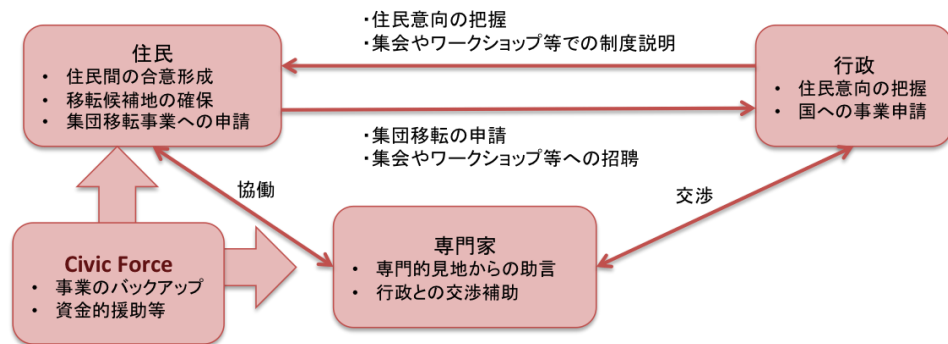 ・住民意向の把握
・集会やワークショップ等での制度説明
住民
• 住民間の合意形成
• 移転候補地の確保
• 集団移転事業への申請
行政
• 住民意向の把握
• 国への事業申請
・集団移転の申請
・集会やワークショップ等への招聘
協働
交渉
Civic Force
• 事業のバックアップ
• 資金的援助等
専門家
• 専門的見地からの助言
• 行政との交渉補助